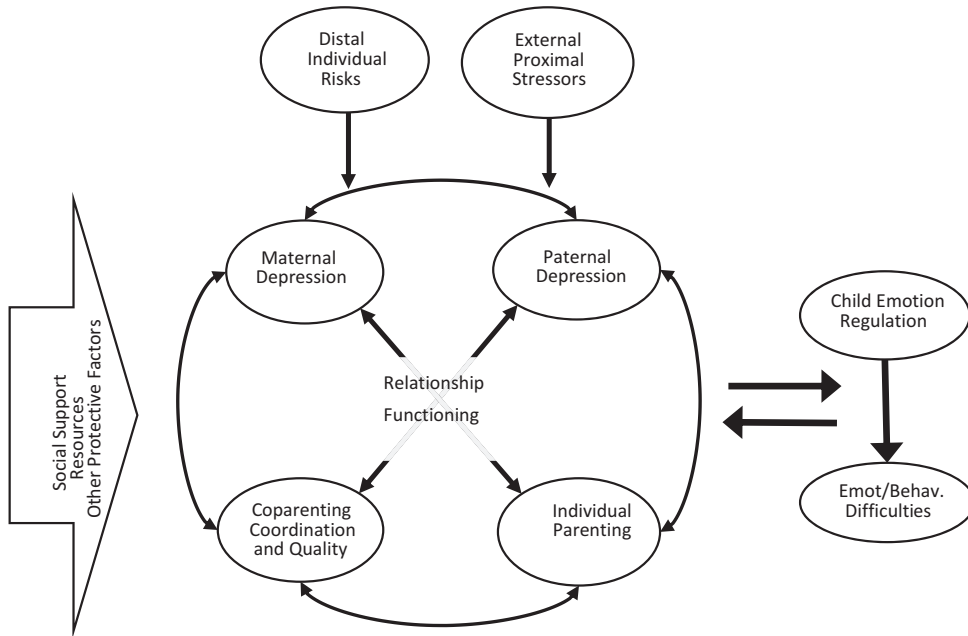 Distal
Individual
Risks
External
Proximal
Stressors
Maternal
Depression
Paternal
Depression
Child Emotion
Regulation
Social Support
Resources
Other Protective Factors
Relationship
Functioning
Coparenting
Coordination
and Quality
Individual
Parenting
Emot/Behav.
Difficulties